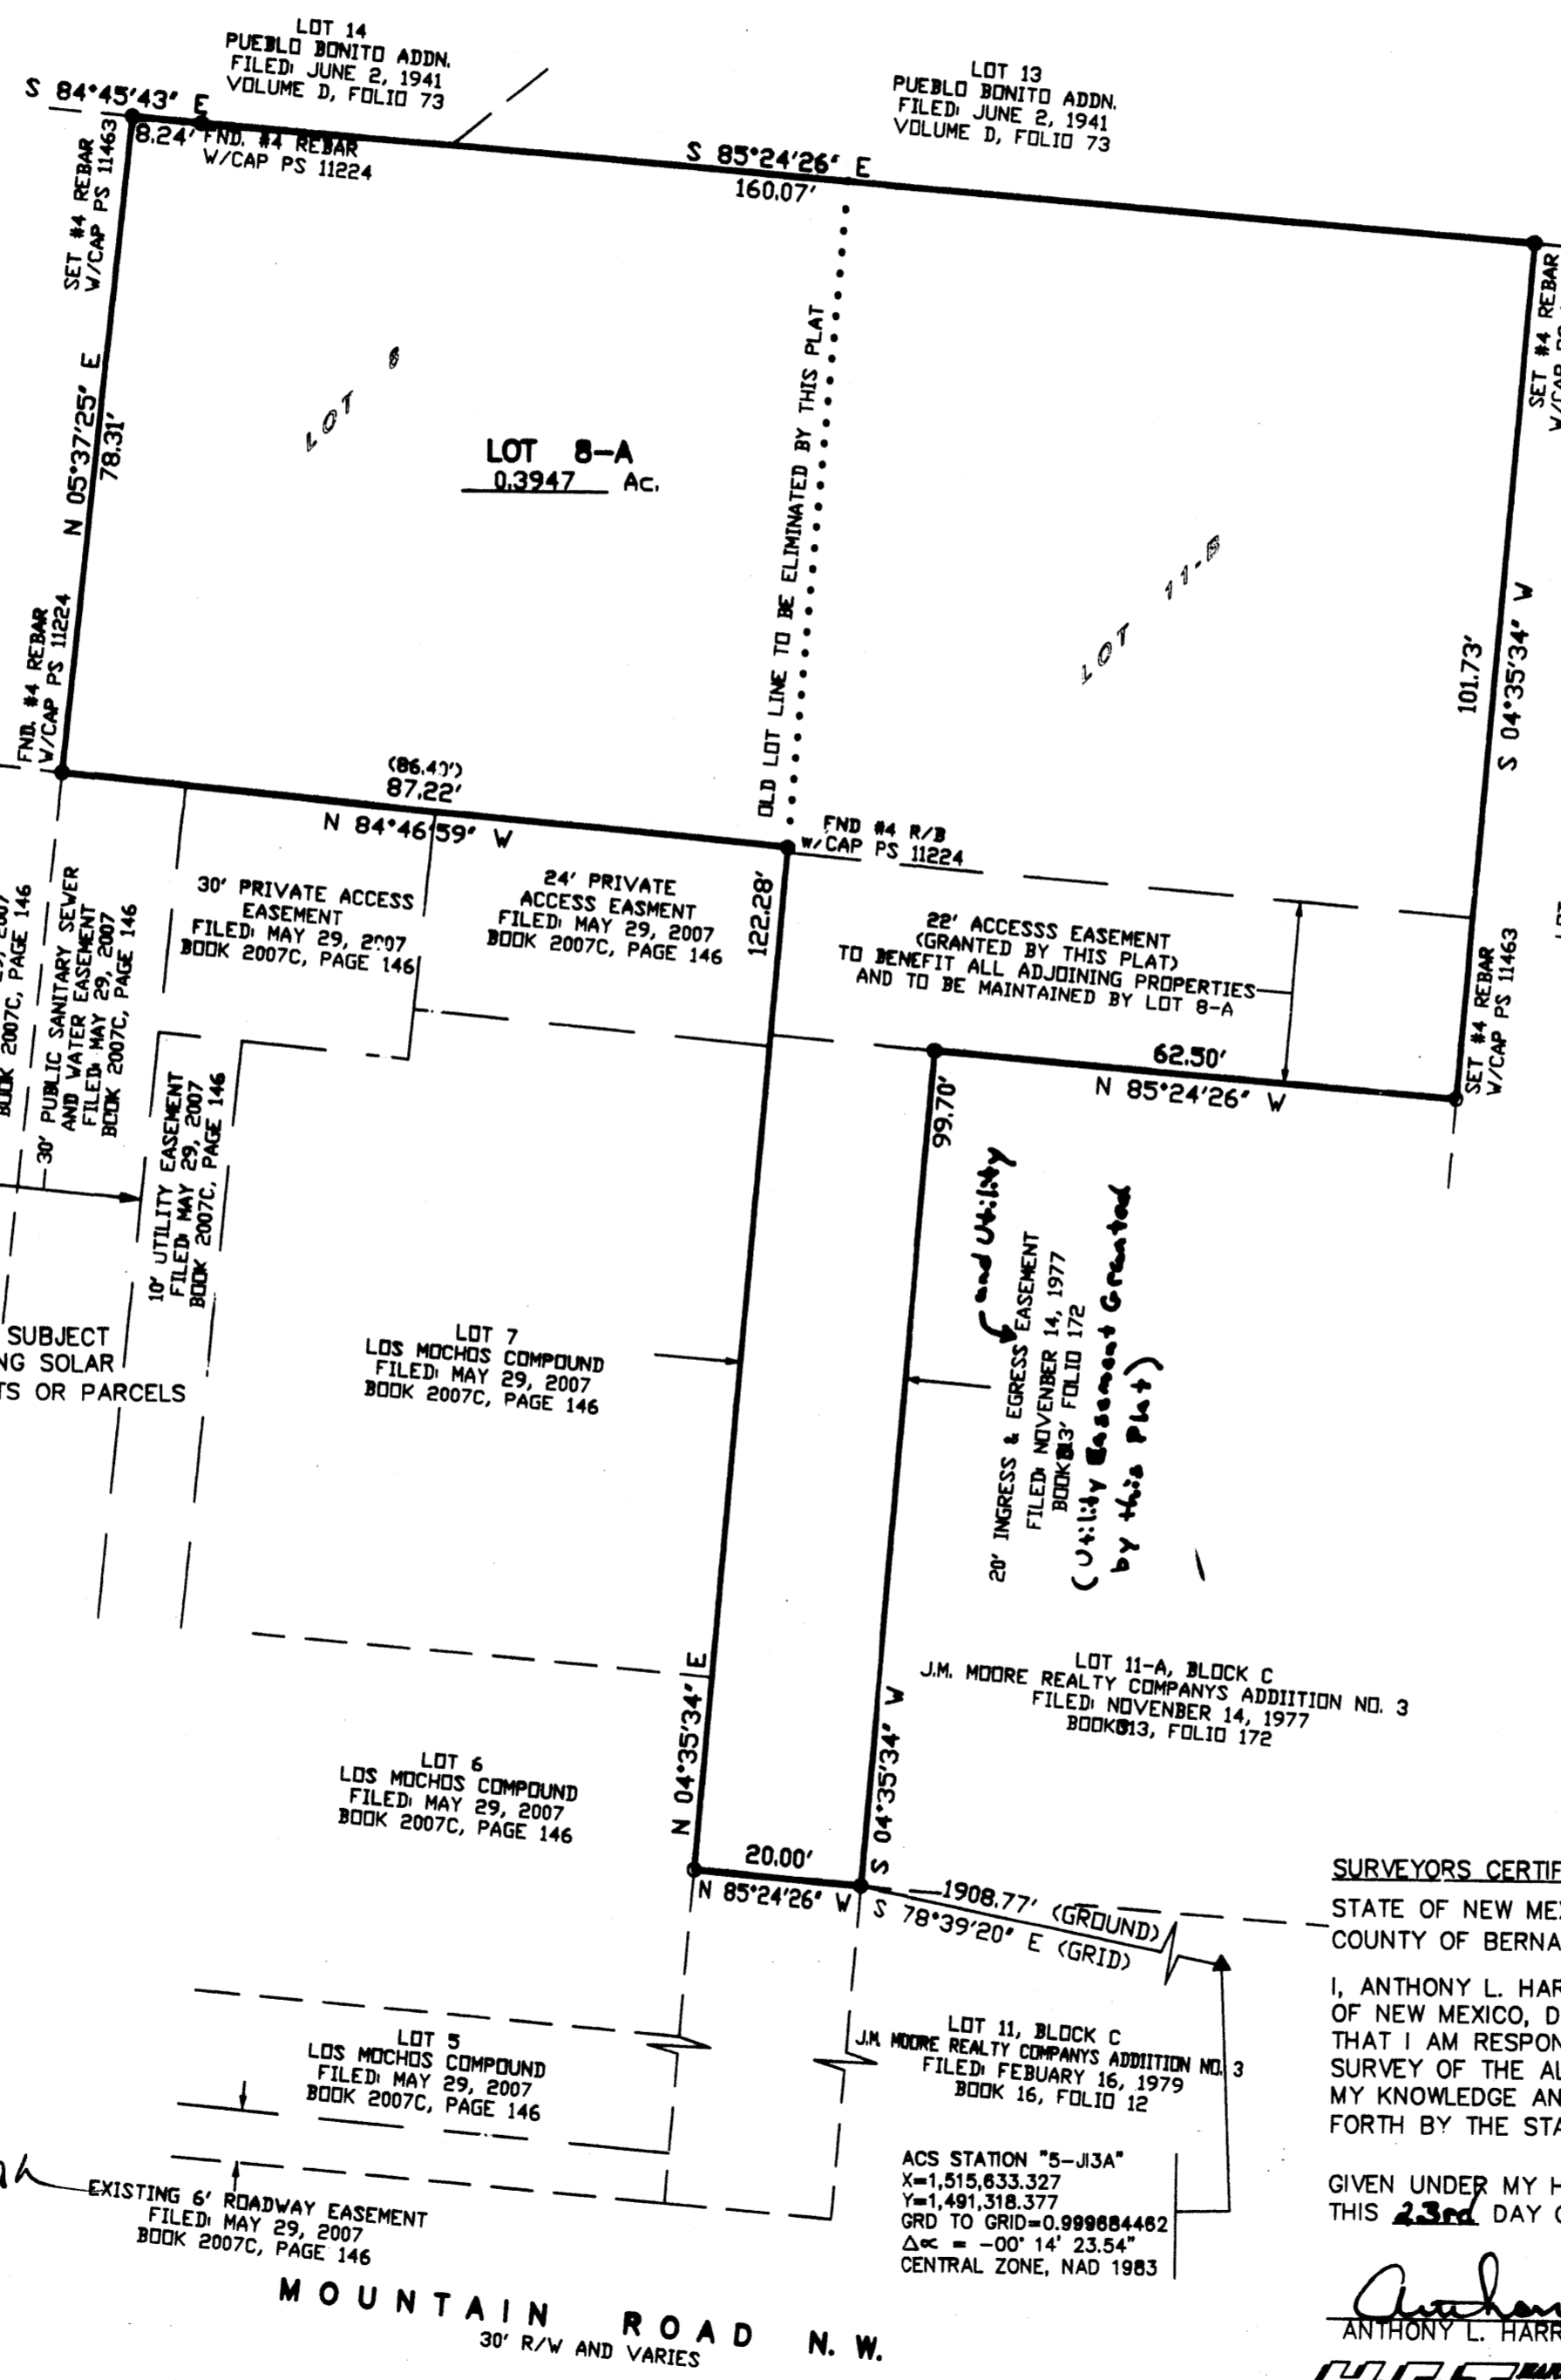 LOT 14
PUEBLO BONITO ADDN.
FILED: JUNE 2, 1941
VOLUME D, FOLIO 73
LOT 13
PUEBLO BONITO ADDN.
FILED: JUNE 2, 1941
VOLUME D, FOLIO 73
S 84°45'43" E
8.24'
FND. #4 REBAR
W/CAP PS 11224
S 85°24'26" E
160.07'
SET #4 REBAR
W/CAP PS 11463
SET #4 REBAR
N 05°37'25" E
78.31'
LOT
LOT 8-A
0.3947 Ac.
OLD LOT LINE TO BE ELIMINATED BY THIS PLAT
LOT 11-B
101.73'
S 04°35'34" W
FND. #4 REBAR
W/CAP PS 11224
87.22'
N 84°46'59" W
FND #4 R/B
W/CAP PS 11224
30' PRIVATE ACCESS
EASEMENT
FILED: MAY 29, 2007
BOOK 2007C, PAGE 146
24' PRIVATE
ACCESS EASMENT
FILED: MAY 29, 2007
BOOK 2007C, PAGE 146
122.28'
22' ACCESSS EASEMENT
(GRANTED BY THIS PLAT)
TO BENEFIT ALL ADJOINING PROPERTIES
AND TO BE MAINTAINED BY LOT 8-A
SET #4 REBAR
W/CAP PS 11463
2007C, PAGE 146
30' PUBLIC SANITARY SEWER
AND WATER EASEMENT
FILED: MAY 29, 2007
BOOK 2007C, PAGE 146
62.50'
N 85°24'26" W
99.70'
10' UTILITY EASEMENT
FILED: MAY 29, 2007
BOOK 2007C, PAGE 146
and Utility
20' INGRESS & EGRESS EASEMENT
FILED: NOVENBER 14, 1977
FOLIO 172
(Utility Easement Granted
by this Plat)
SUBJECT
NG SOLAR
TS OR PARCELS
LOT 7
LOS MOCHOS COMPOUND
FILED: MAY 29, 2007
BOOK 2007C, PAGE 146
LOT 11-A, BLOCK C
J.M. MOORE REALTY COMPANYS ADDIITION NO. 3
FILED: NOVENBER 14, 1977
FOLIO 172
N 04°35'34" E
S 04°35'34" W
LOT 6
LOS MOCHOS COMPOUND
FILED: MAY 29, 2007
BOOK 2007C, PAGE 146
20.00'
N 85°24'26" W
1908.77' (GROUND)
S 78°39'20" E (GRID)
SURVEYORS CERTIF
STATE OF NEW ME
COUNTY OF BERNA
I, ANTHONY L. HAR
OF NEW MEXICO, D
THAT I AM RESPON
SURVEY OF THE AL
MY KNOWLEDGE AN
FORTH BY THE STA
LOT 5
LOS MOCHOS COMPOUND
FILED: MAY 29, 2007
BOOK 2007C, PAGE 146
LOT 11, BLOCK C
J.M. MOORE REALTY COMPANYS ADDIITION NO. 3
FILED: FEBUARY 16, 1979
BOOK 16, FOLIO 12
ACS STATION "5-J13A"
X=1,515,633.327
Y=1,491,318.377
GRD TO GRID=0.999684462
Δ∝ = -00° 14' 23.54"
CENTRAL ZONE, NAD 1983
GIVEN UNDER MY H
THIS 23rd DAY O
EXISTING 6' ROADWAY EASEMENT
FILED: MAY 29, 2007
BOOK 2007C, PAGE 146
MOUNTAIN ROAD N.W.
30' R/W AND VARIES
ANTHONY L. HARR